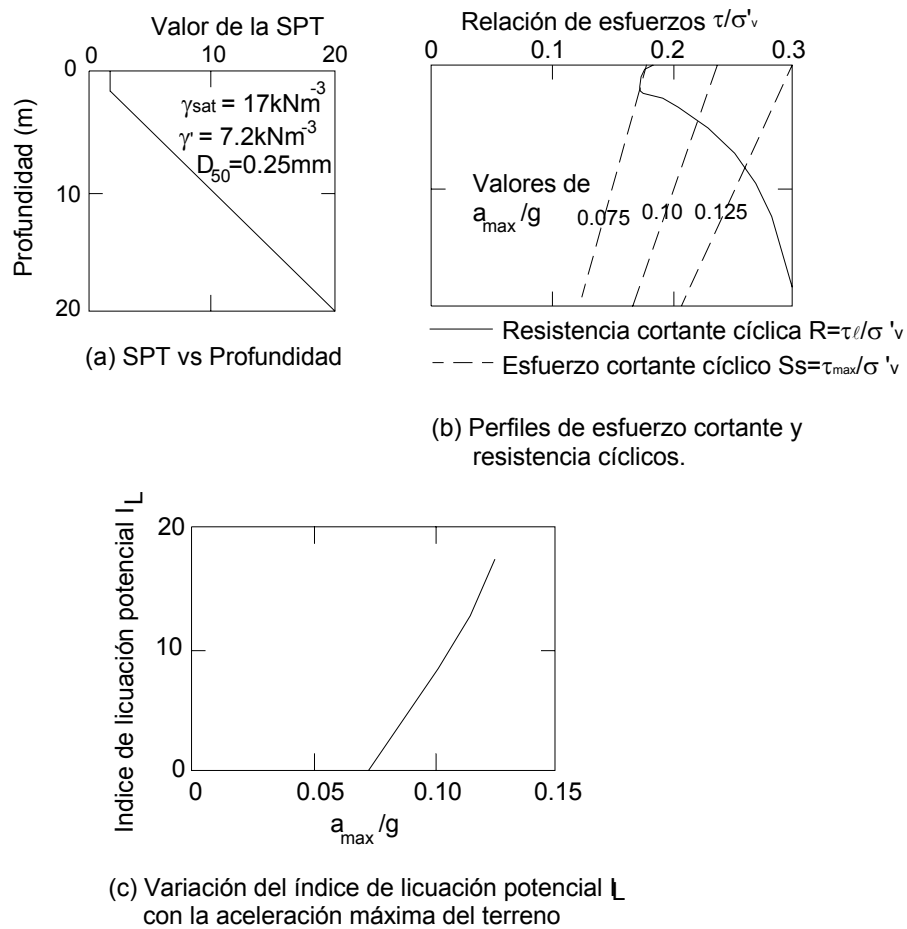 Valor de la SPT
0 10 20
0
10
20
Profundidad (m)
γsat = 17kNm-3
γ' = 7.2kNm-3
D50=0.25mm
(a) SPT vs Profundidad
Relación de esfuerzos τ/σ'v
0 0.1 0.2 0.3
Valores de
amax/g
0.075 0.10 0.125
Resistencia cortante cíclica R=τℓ/σ'v
Esfuerzo cortante cíclico Ss=τmax/σ'v
(b) Perfiles de esfuerzo cortante y
resistencia cíclicos.
Indice de licuación potencial IL
20
10
0
0 0.05 0.10 0.15
amax/g
(c) Variación del índice de licuación potencial IL
con la aceleración máxima del terreno